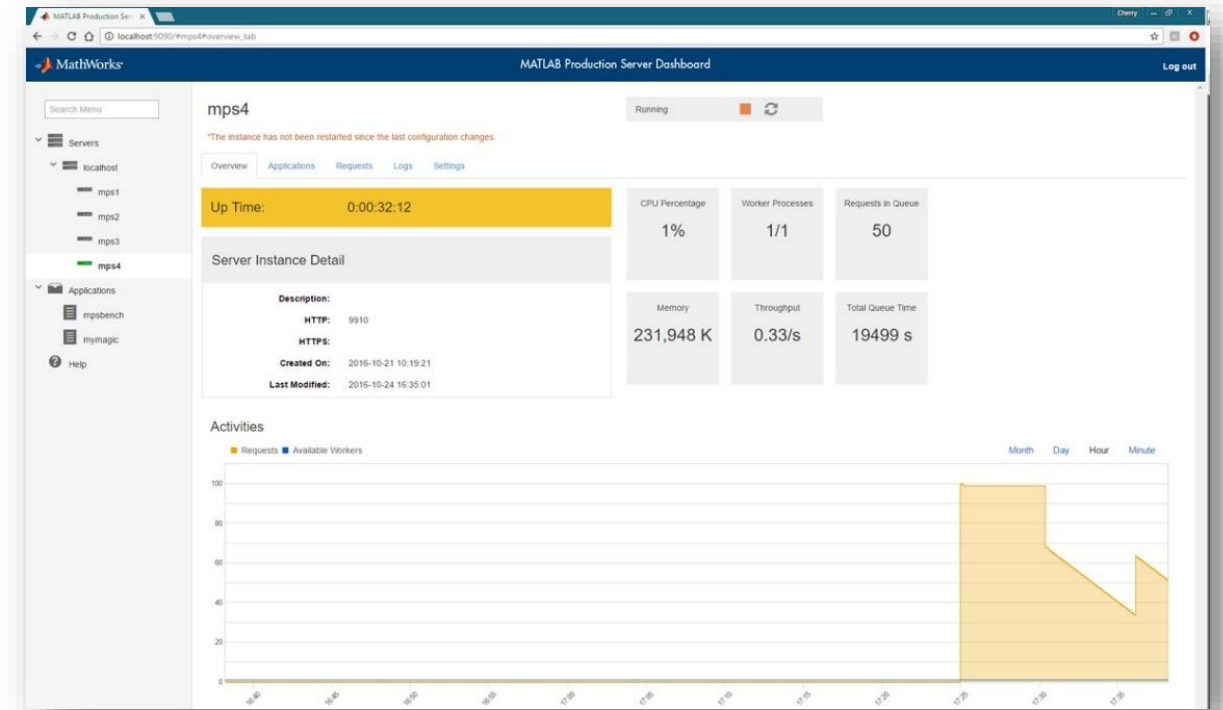 MATLAB Production Ser
Cherry
localhost:9090/#mps4#overview_tab
MathWorks
MATLAB Production Server Dashboard
Log out
Search Menu
Servers
localhost
mps1
mps2
mps3
mps4
Applications
mpsbench
mymagic
Help
mps4
Running
*The instance has not been restarted since the last configuration changes.
Overview Applications Requests Logs Settings
Up Time: 0:00:32:12
CPU Percentage Worker Processes Requests in Queue
1% 1/1 50
Server Instance Detail
Description:
HTTP: 9910
HTTPS:
Created On: 2016-10-21 10:19:21
Last Modified: 2016-10-24 16:35:01
Memory Throughput Total Queue Time
231,948 K 0.33/s 19499 s
Activities
Requests Available Workers
Month Day Hour Minute
100
80
60
40
20
0
16:40 16:45 16:50 16:55 17:00 17:05 17:10 17:15 17:20 17:25 17:30 17:35